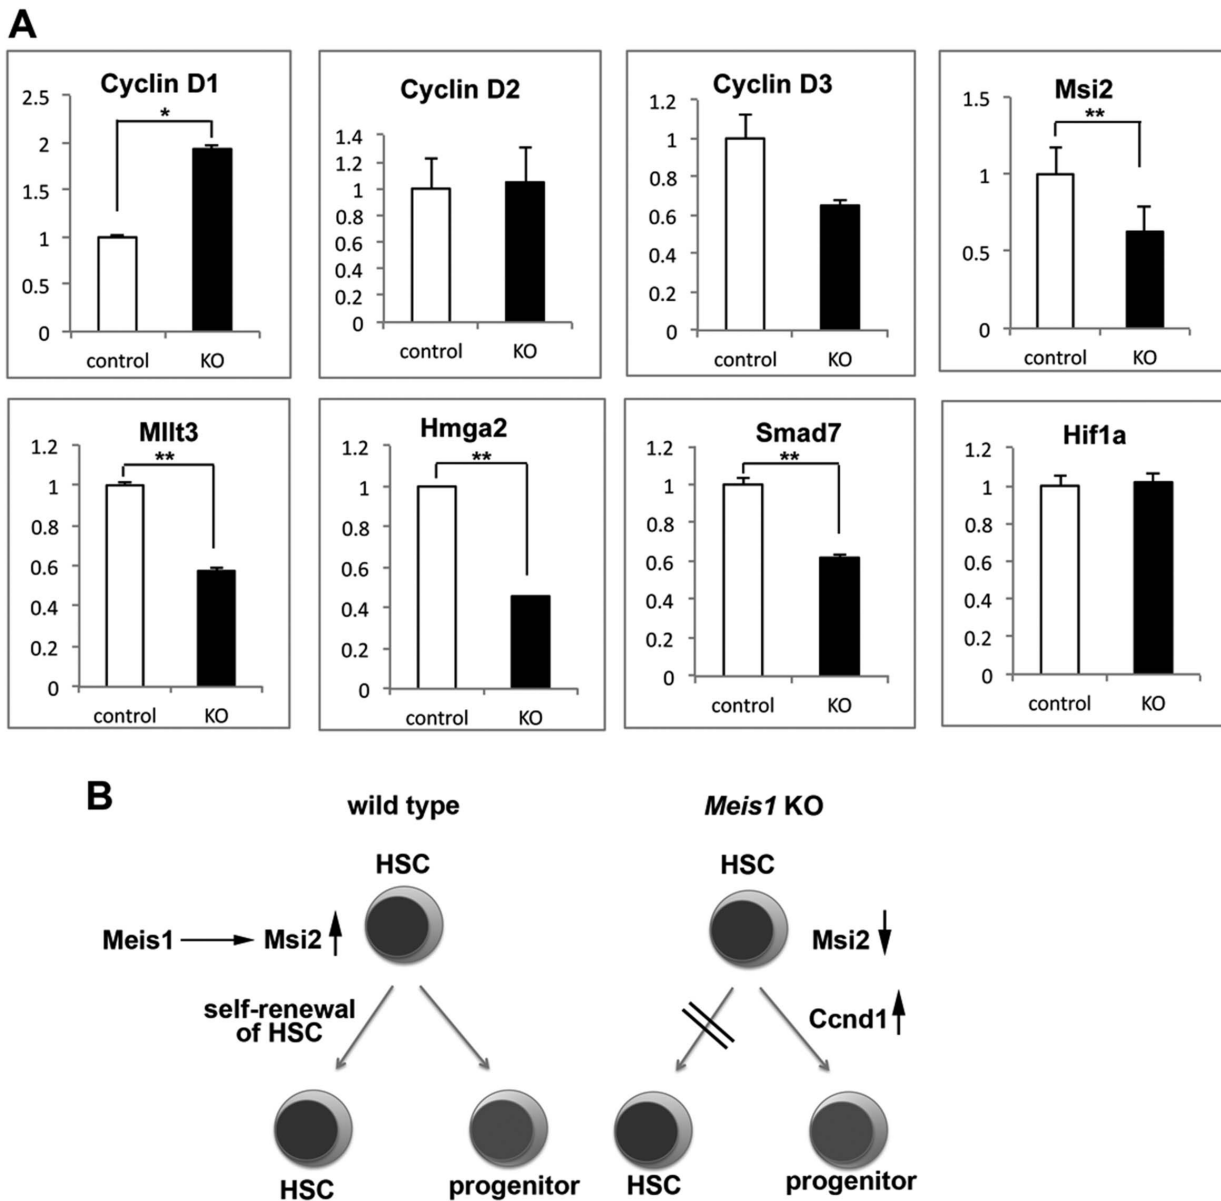 A
Cyclin D1
2.5
2
1.5
1
0.5
0
*
control KO
Cyclin D2
1.4
1.2
1
0.8
0.6
0.4
0.2
0
control KO
Cyclin D3
1.2
1
0.8
0.6
0.4
0.2
0
control KO
Msi2
1.5
1
0.5
0
**
control KO
Mllt3
1.2
1
0.8
0.6
0.4
0.2
0
**
control KO
Hmga2
1.2
1
0.8
0.6
0.4
0.2
0
**
control KO
Smad7
1.2
1
0.8
0.6
0.4
0.2
0
**
control KO
Hif1a
1.2
1
0.8
0.6
0.4
0.2
0
control KO
B
wild type
HSC
Meis1 Msi2
self-renewal
of HSC
HSC progenitor
Meis1 KO
HSC
Msi2
Ccnd1
HSC progenitor